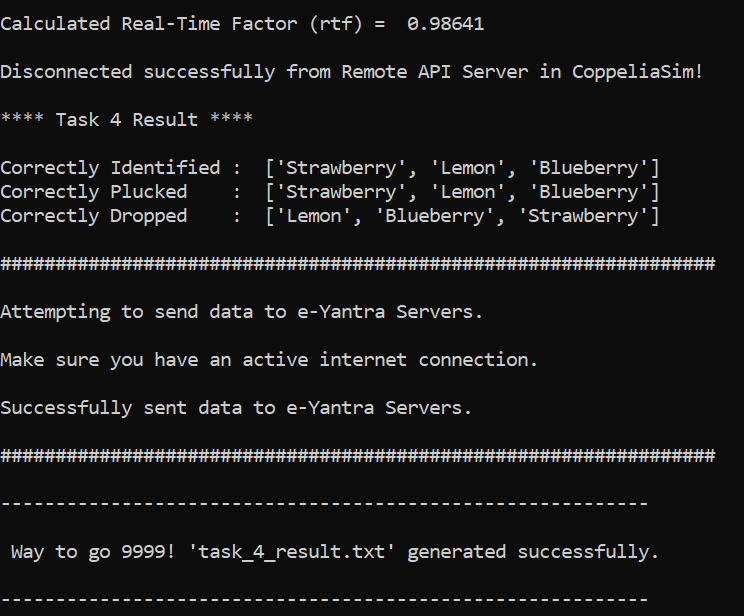 Calculated Real-Time Factor (rtf) =  0.98641
Disconnected successfully from Remote API Server in CoppeliaSim!
**** Task 4 Result ****
Correctly Identified :  ['Strawberry', 'Lemon', 'Blueberry']
Correctly Plucked    :  ['Strawberry', 'Lemon', 'Blueberry']
Correctly Dropped    :  ['Lemon', 'Blueberry', 'Strawberry']
#################################################################
Attempting to send data to e-Yantra Servers.
Make sure you have an active internet connection.
Successfully sent data to e-Yantra Servers.
#################################################################
-----------------------------------------------------------
 Way to go 9999! 'task_4_result.txt' generated successfully.
-----------------------------------------------------------